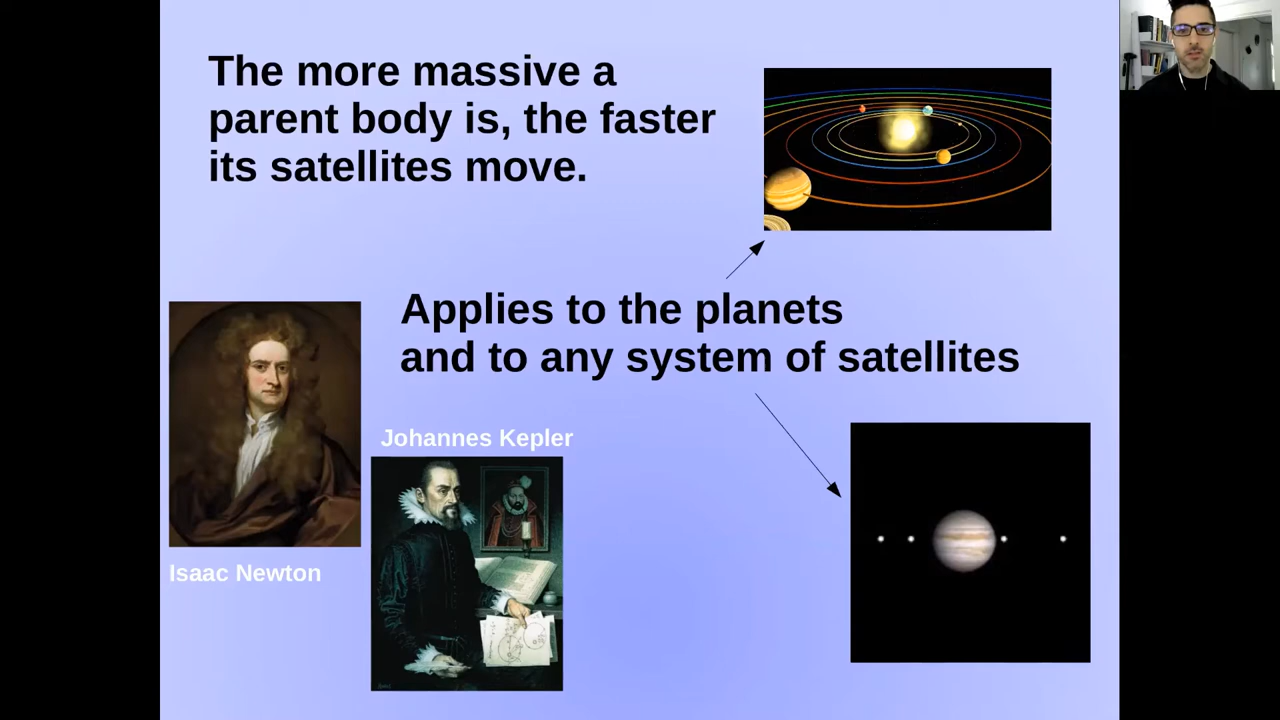 The more massive a
parent body is, the faster
its satellites move.
Applies to the planets
and to any system of satellites
Johannes Kepler
Isaac Newton